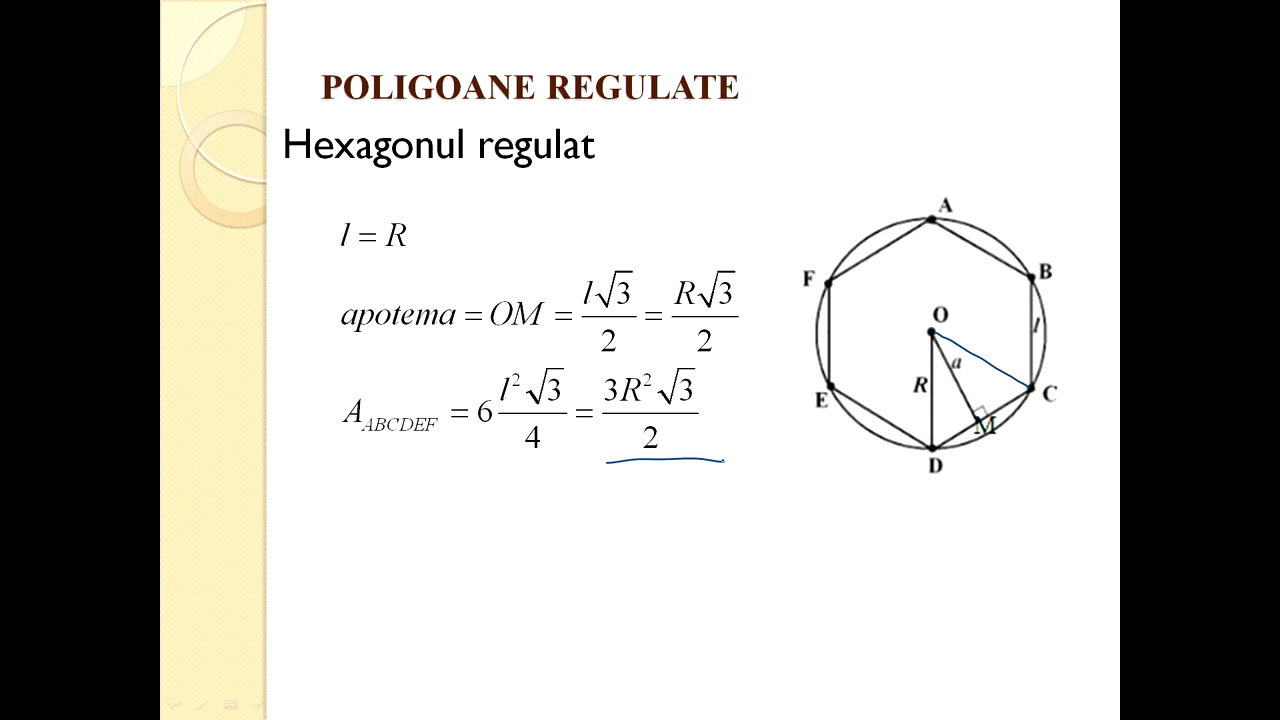 POLIGOANE REGULATE
Hexagonul regulat
l = R
apotema = OM = l√3/2 = R√3/2
A_ABCDEF = 6 l²√3/4 = 3R²√3/2
A
B
F
O
l
a
R
C
E
M
D